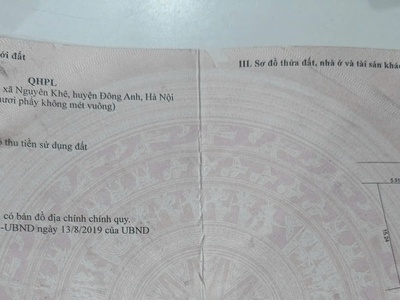 ới đất
QHPL
xã Nguyên Khê, huyện Đông Anh, Hà Nội
ươi phẩy không mét vuông)
thu tiền sử dụng đất
có bản đồ địa chính chính quy.
-UBND ngày 13/8/2019 của UBND
III. Sơ đồ thửa đất, nhà ở và tài sản khác